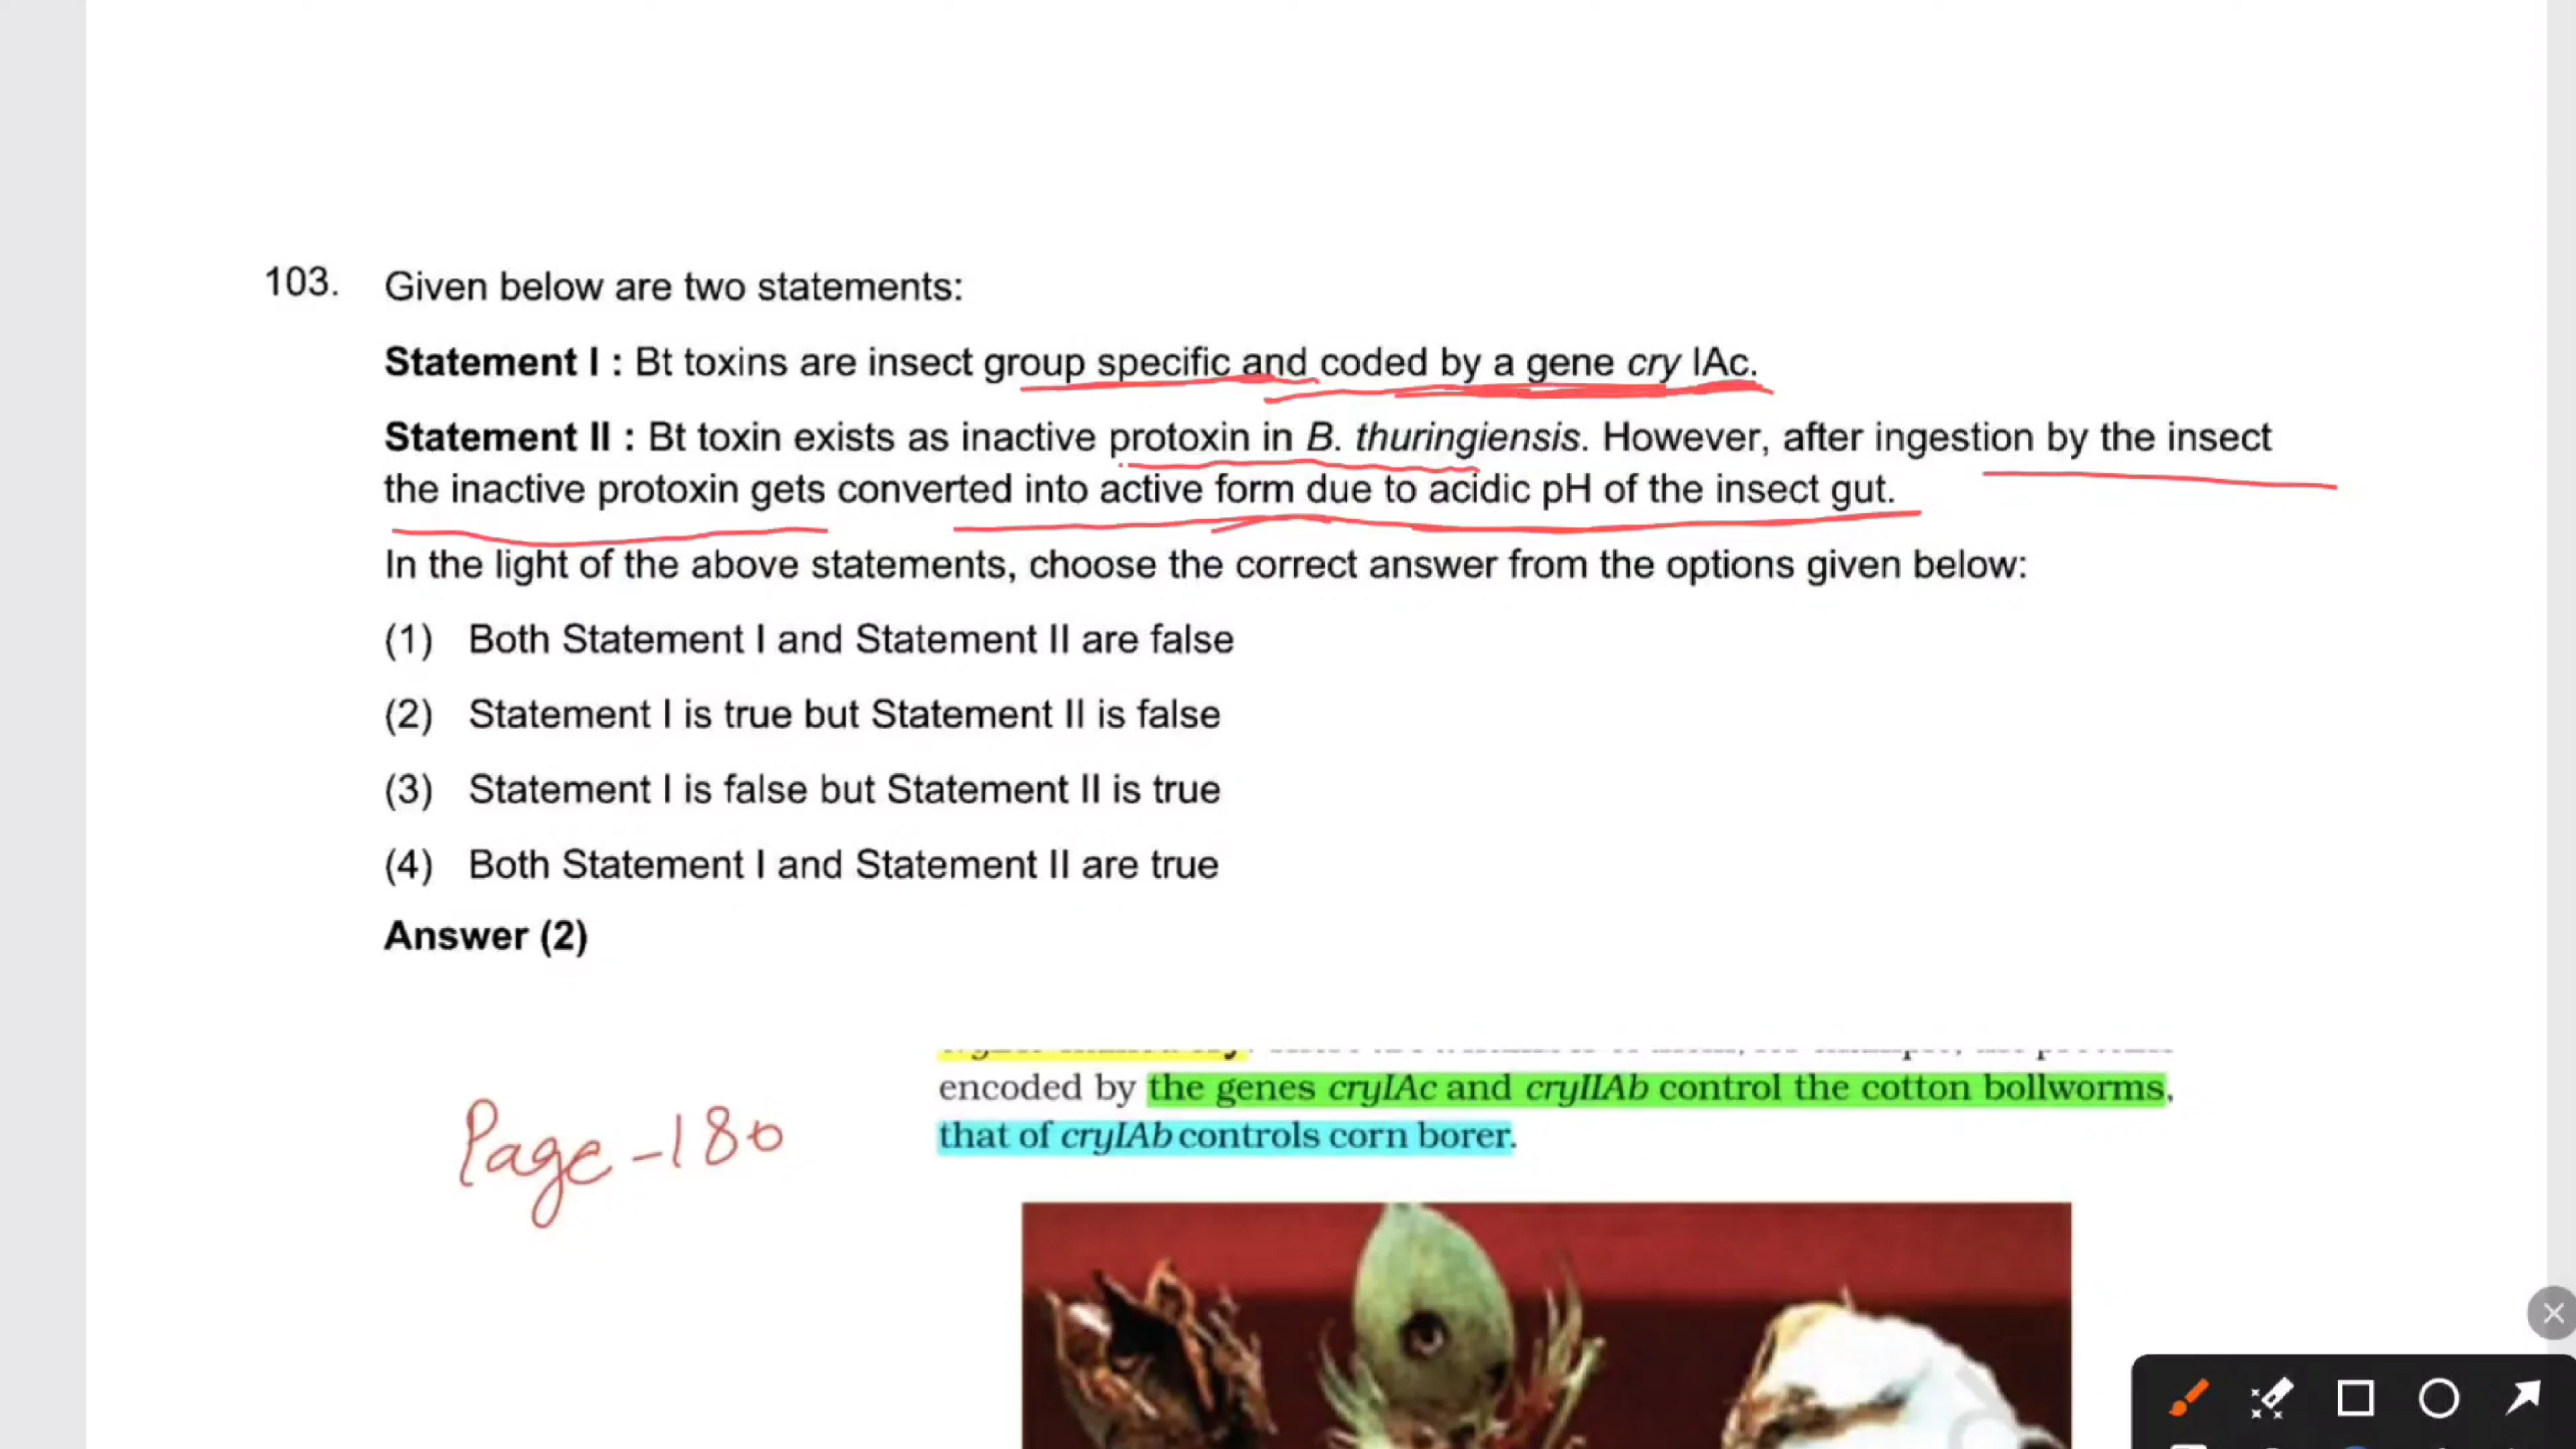 103. Given below are two statements:
Statement I : Bt toxins are insect group specific and coded by a gene cry IAc.
Statement II : Bt toxin exists as inactive protoxin in B. thuringiensis. However, after ingestion by the insect
the inactive protoxin gets converted into active form due to acidic pH of the insect gut.
In the light of the above statements, choose the correct answer from the options given below:
(1) Both Statement I and Statement II are false
(2) Statement I is true but Statement II is false
(3) Statement I is false but Statement II is true
(4) Both Statement I and Statement II are true
Answer (2)
encoded by the genes cryIAc and cryIIAb control the cotton bollworms,
that of cryIAb controls corn borer.
Page-180